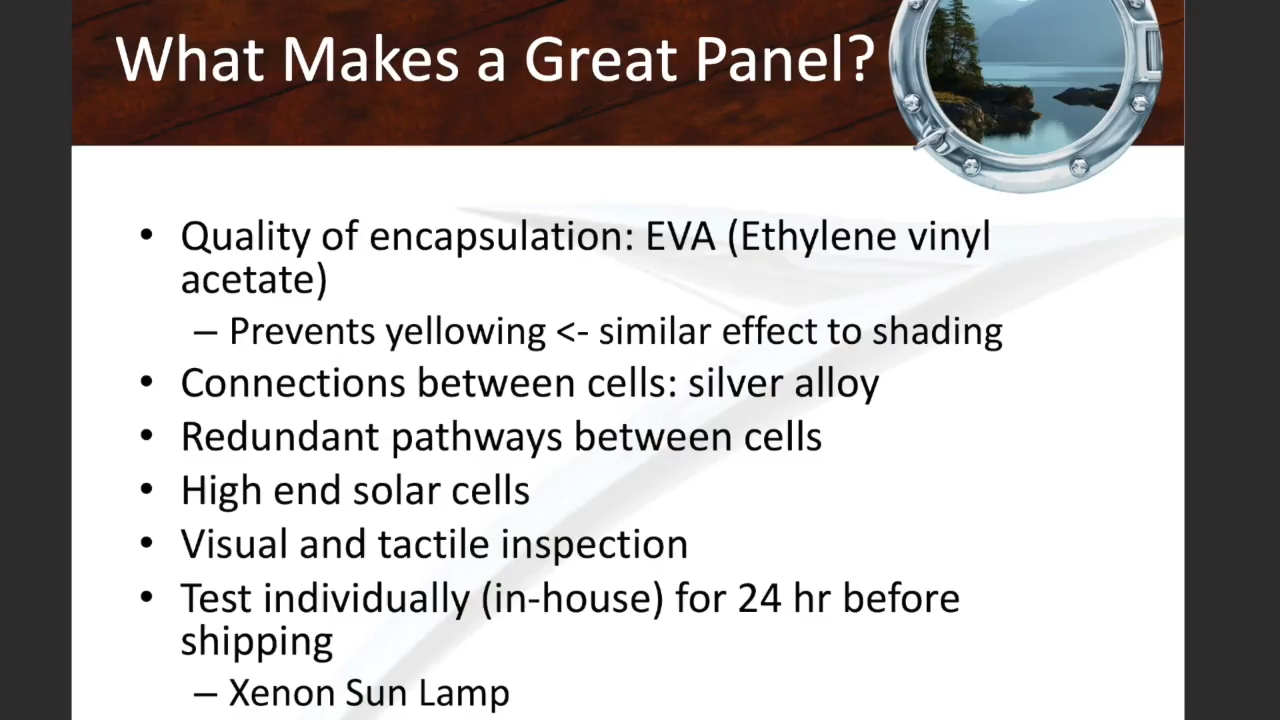 What Makes a Great Panel?
• Quality of encapsulation: EVA (Ethylene vinyl
acetate)
– Prevents yellowing <- similar effect to shading
• Connections between cells: silver alloy
• Redundant pathways between cells
• High end solar cells
• Visual and tactile inspection
• Test individually (in-house) for 24 hr before
shipping
– Xenon Sun Lamp